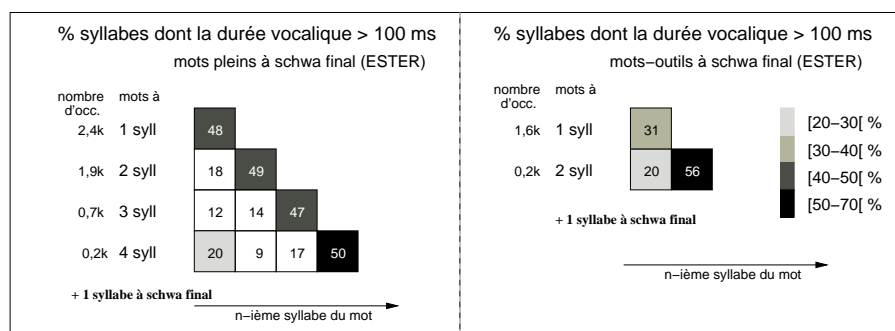 % syllabes dont la durée vocalique > 100 ms
mots pleins à schwa final (ESTER)
nombre d'occ. mots à
2,4k 1 syll 48
1,9k 2 syll 18 49
0,7k 3 syll 12 14 47
0,2k 4 syll 20 9 17 50
+ 1 syllabe à schwa final
n−ième syllabe du mot
% syllabes dont la durée vocalique > 100 ms
mots−outils à schwa final (ESTER)
nombre d'occ. mots à
1,6k 1 syll 31
0,2k 2 syll 20 56
+ 1 syllabe à schwa final
n−ième syllabe du mot
[20−30[ %
[30−40[ %
[40−50[ %
[50−70[ %